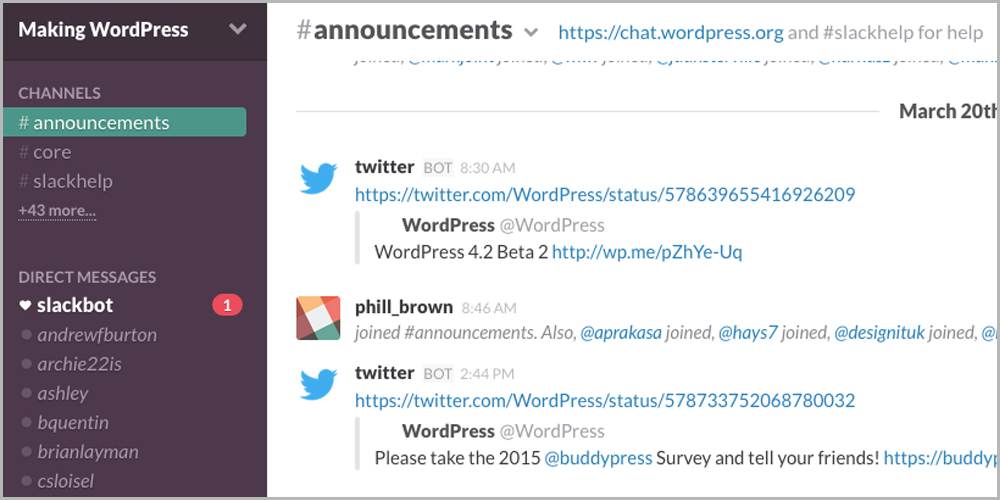 Making WordPress
CHANNELS
# announcements
# core
# slackhelp
+43 more...
DIRECT MESSAGES
slackbot 1
andrewfburton
archie22is
ashley
bquentin
brianlayman
csloisel
#announcements https://chat.wordpress.org and #slackhelp for help
March 20th
twitter BOT 8:30 AM
https://twitter.com/WordPress/status/578639655416926209
WordPress @WordPress
WordPress 4.2 Beta 2 http://wp.me/pZhYe-Uq
phill_brown 8:46 AM
joined #announcements. Also, @aprakasa joined, @hays7 joined, @designituk joined,
twitter BOT 2:44 PM
https://twitter.com/WordPress/status/578733752068780032
WordPress @WordPress
Please take the 2015 @buddypress Survey and tell your friends! https://buddyp